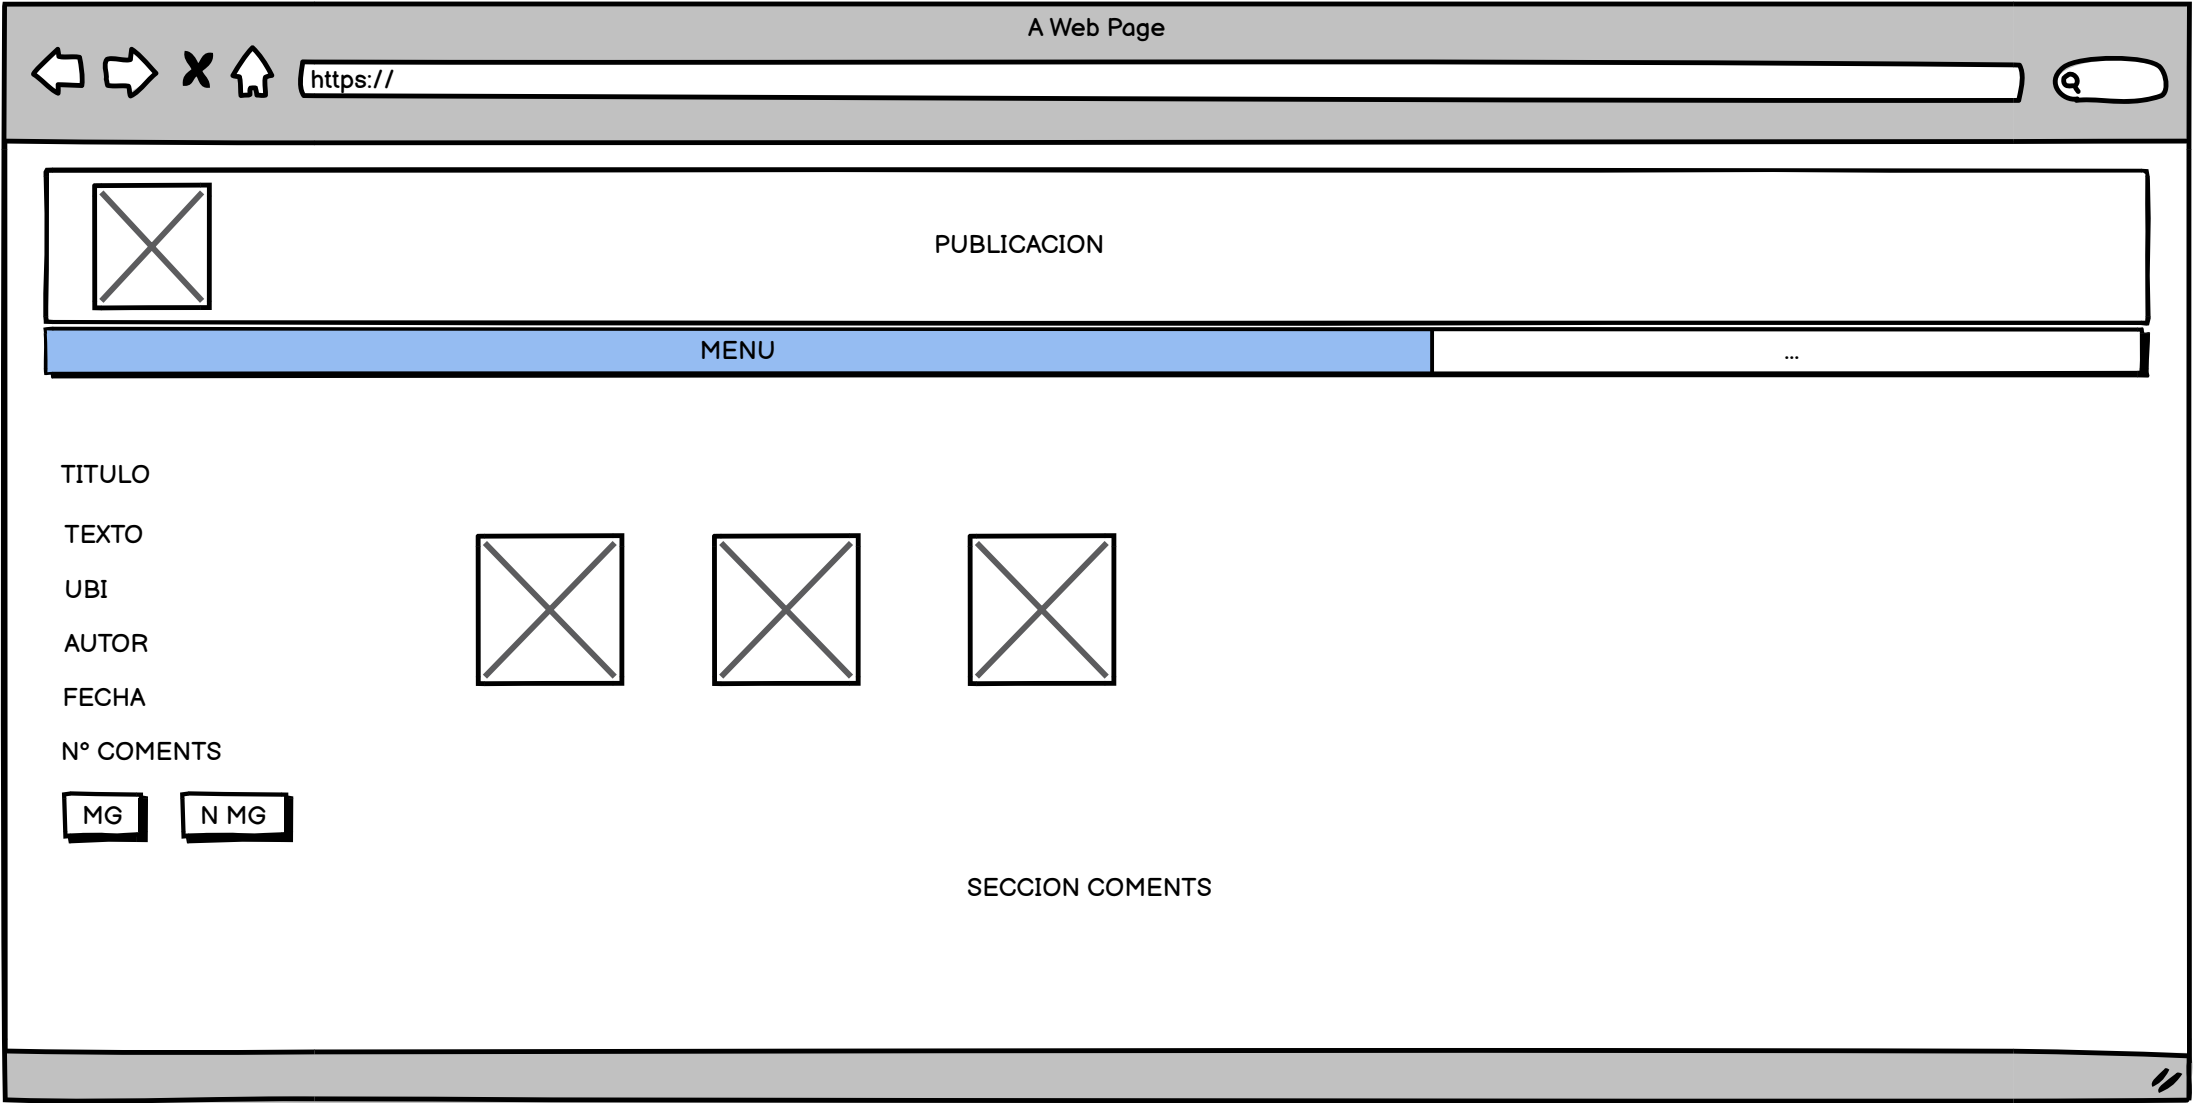 A Web Page
https://
PUBLICACION
MENU
...
TITULO
TEXTO
UBI
AUTOR
FECHA
Nº COMENTS
MG
N MG
SECCION COMENTS